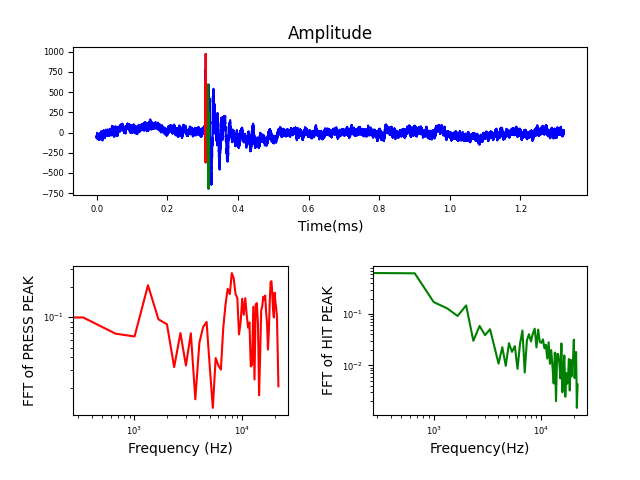 Amplitude
1000
750
500
250
0
−250
−500
−750
0.0 0.2 0.4 0.6 0.8 1.0 1.2
Time(ms)
FFT of PRESS PEAK
10⁻¹
10³ 10⁴
Frequency (Hz)
FFT of HIT PEAK
10⁻¹
10⁻²
10³ 10⁴
Frequency(Hz)